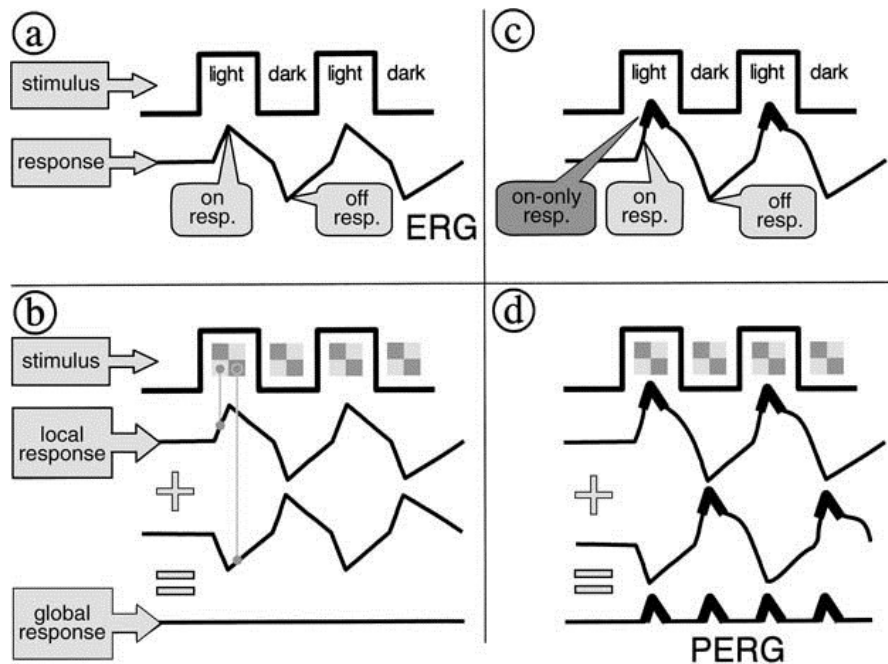 a
stimulus
light dark light dark
response
on
resp.
off
resp.
ERG
c
light dark light dark
on-only
resp.
on
resp.
off
resp.
b
stimulus
local
response
+
=
global
response
d
+
=
PERG